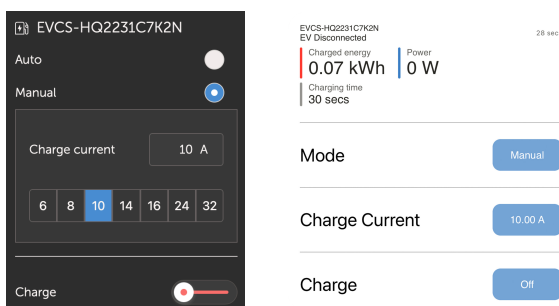 EVCS-HQ2231C7K2N
Auto
Manual
Charge current
10 A
6 8 10 14 16 24 32
Charge
EVCS-HQ2231C7K2N
EV Disconnected
28 sec
Charged energy
0.07 kWh
Power
0 W
Charging time
30 secs
Mode
Manual
Charge Current
10.00 A
Charge
Off